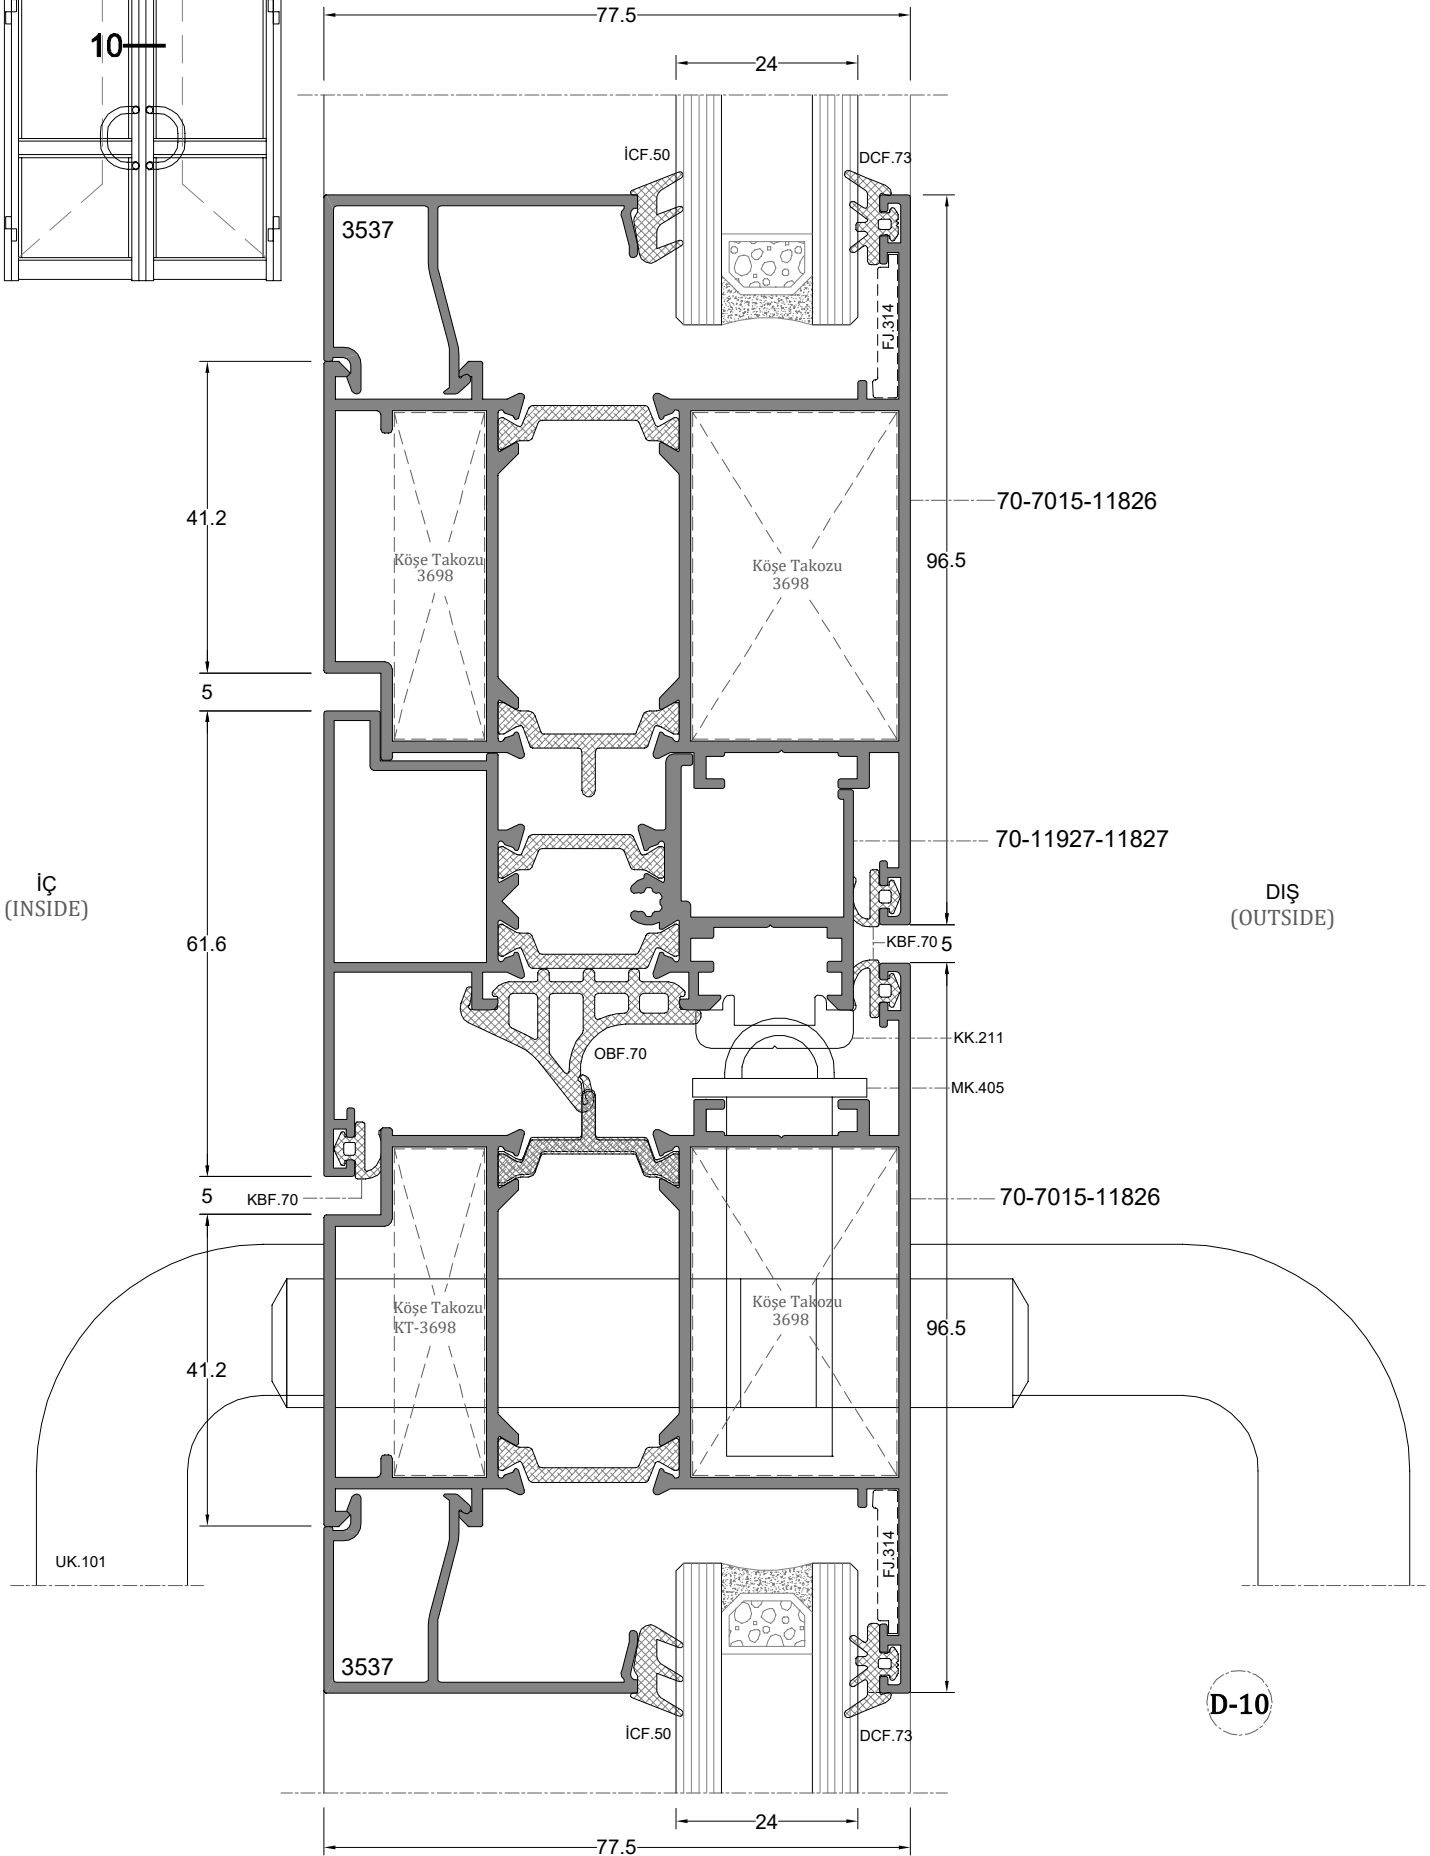 77.5
10
24
İCF.50
DCF.73
3537
FJ.314
41.2
70-7015-11826
Köşe Takozu
3698
Köşe Takozu
3698
96.5
5
70-11927-11827
İÇ
(INSIDE)
DIŞ
(OUTSIDE)
61.6
KBF.70
5
KK.211
OBF.70
MK.405
5
KBF.70
70-7015-11826
Köşe Takozu
KT-3698
Köşe Takozu
3698
96.5
41.2
UK.101
FJ.314
3537
İCF.50
DCF.73
D-10
24
77.5